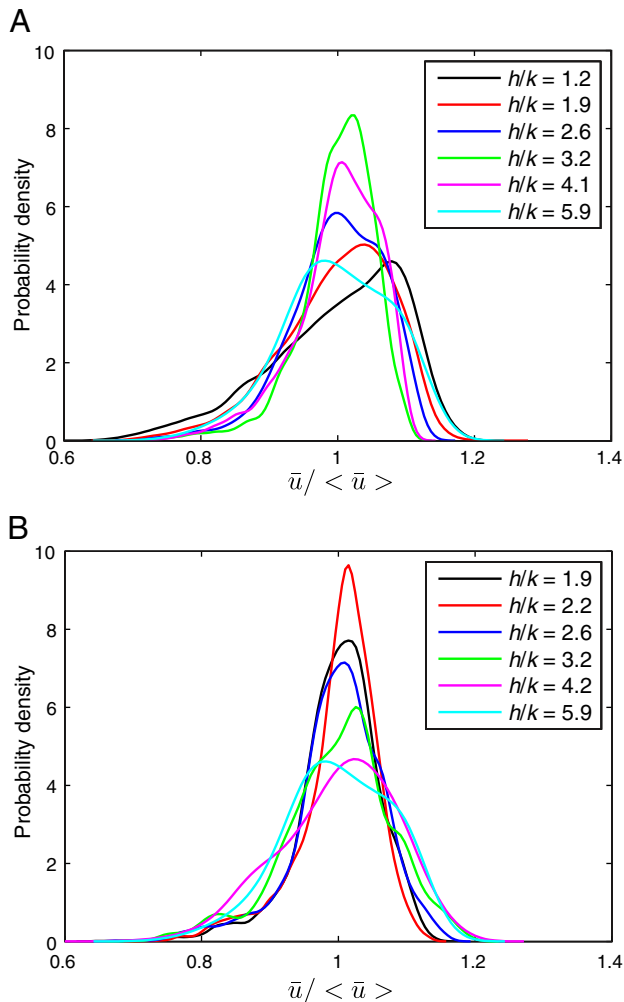 A
10
8
6
4
2
0
Probability density
h/k = 1.2
h/k = 1.9
h/k = 2.6
h/k = 3.2
h/k = 4.1
h/k = 5.9
0.6 0.8 1 1.2 1.4
ū/ < ū >
B
10
8
6
4
2
0
Probability density
h/k = 1.9
h/k = 2.2
h/k = 2.6
h/k = 3.2
h/k = 4.2
h/k = 5.9
0.6 0.8 1 1.2 1.4
ū/ < ū >